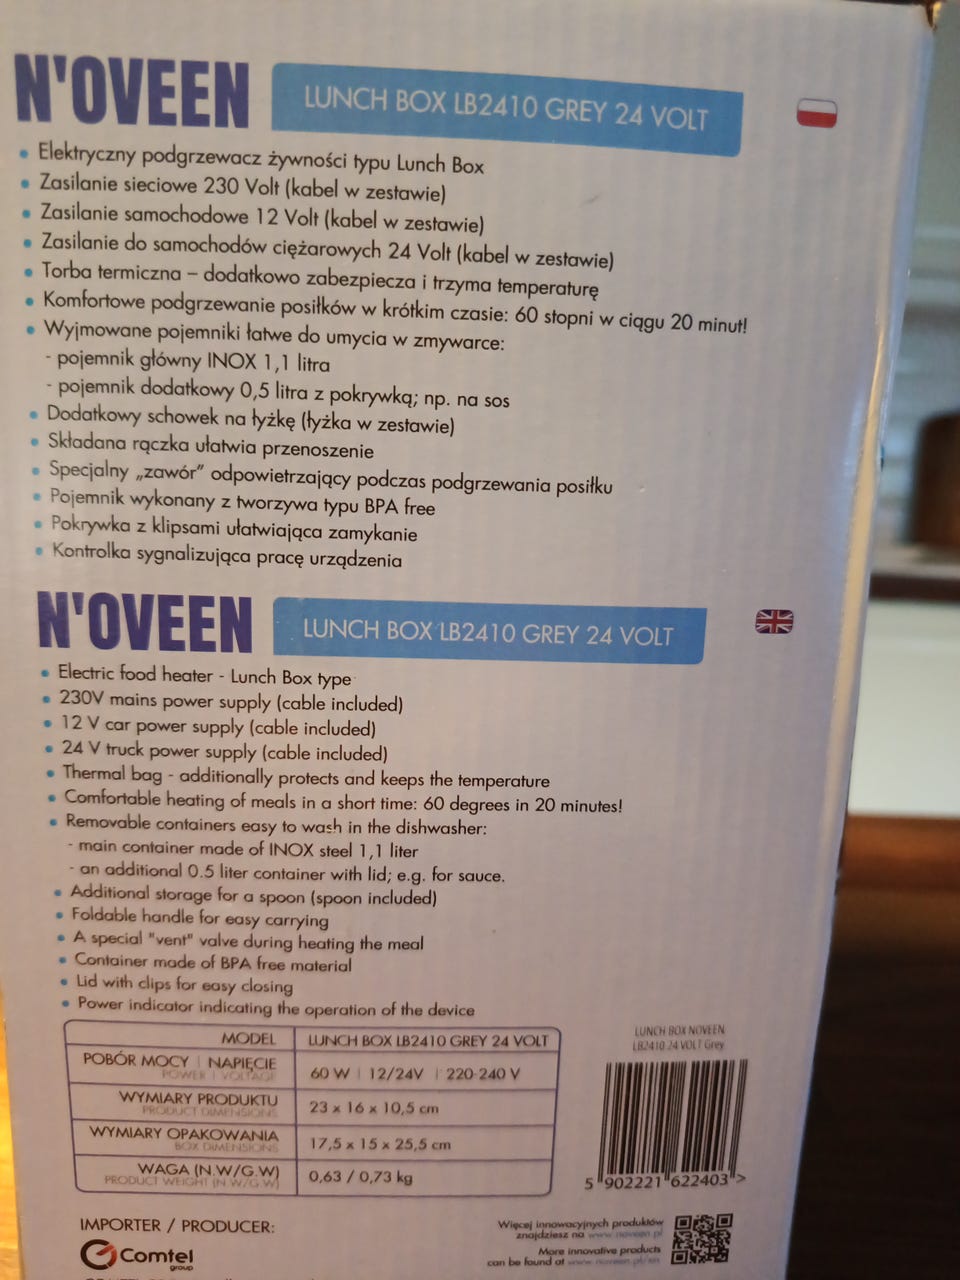 N'OVEEN LUNCH BOX LB2410 GREY 24 VOLT
• Elektryczny podgrzewacz żywności typu Lunch Box
• Zasilanie sieciowe 230 Volt (kabel w zestawie)
• Zasilanie samochodowe 12 Volt (kabel w zestawie)
• Zasilanie do samochodów ciężarowych 24 Volt (kabel w zestawie)
• Torba termiczna – dodatkowo zabezpiecza i trzyma temperaturę
• Komfortowe podgrzewanie posiłków w krótkim czasie: 60 stopni w ciągu 20 minut!
• Wyjmowane pojemniki łatwe do umycia w zmywarce:
- pojemnik główny INOX 1,1 litra
- pojemnik dodatkowy 0,5 litra z pokrywką; np. na sos
• Dodatkowy schowek na łyżkę (łyżka w zestawie)
• Składana rączka ułatwia przenoszenie
• Specjalny „zawór” odpowietrzający podczas podgrzewania posiłku
• Pojemnik wykonany z tworzywa typu BPA free
• Pokrywka z klipsami ułatwiająca zamykanie
• Kontrolka sygnalizująca pracę urządzenia
N'OVEEN LUNCH BOX LB2410 GREY 24 VOLT
• Electric food heater - Lunch Box type
• 230V mains power supply (cable included)
• 12 V car power supply (cable included)
• 24 V truck power supply (cable included)
• Thermal bag - additionally protects and keeps the temperature
• Comfortable heating of meals in a short time: 60 degrees in 20 minutes!
• Removable containers easy to wash in the dishwasher:
- main container made of INOX steel 1,1 liter
- an additional 0.5 liter container with lid; e.g. for sauce.
• Additional storage for a spoon (spoon included)
• Foldable handle for easy carrying
• A special "vent" valve during heating the meal
• Container made of BPA free material
• Lid with clips for easy closing
• Power indicator indicating the operation of the device
MODEL LUNCH BOX LB2410 GREY 24 VOLT
POBÓR MOCY | NAPIĘCIE
POWER | VOLTAGE
60 W | 12/24V | 220-240 V
WYMIARY PRODUKTU
PRODUCT DIMENSIONS
23 x 16 x 10,5 cm
WYMIARY OPAKOWANIA
BOX DIMENSIONS
17,5 x 15 x 25,5 cm
WAGA (N.W/G.W)
PRODUCT WEIGHT (N.W/G.W)
0,63 / 0,73 kg
LUNCH BOX NOVEEN
LB2410 24 VOLT Grey
5 902221 622403 >
IMPORTER / PRODUCER:
Comtel
group
Więcej innowacyjnych produktów
znajdziesz na www.noveen.pl
More innovative products
can be found at www.noveen.pl/en